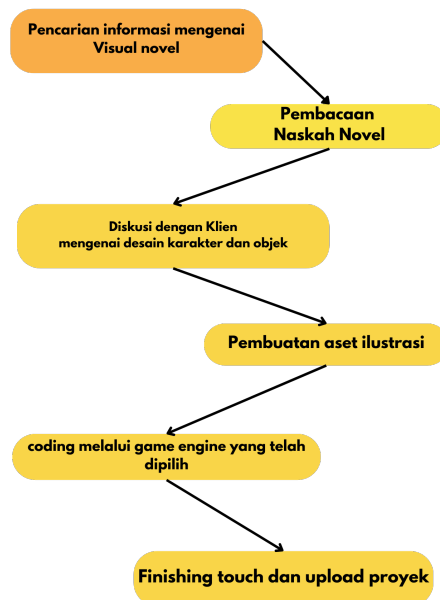 Pencarian informasi mengenai
Visual novel
Pembacaan
Naskah Novel
Diskusi dengan Klien
mengenai desain karakter dan objek
Pembuatan aset ilustrasi
coding melalui game engine yang telah
dipilih
Finishing touch dan upload proyek